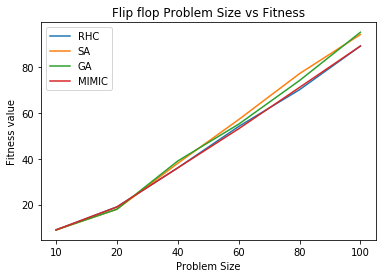 Flip flop Problem Size vs Fitness
RHC
SA
GA
MIMIC
Fitness value
80
60
40
20
10 20 40 60 80 100
Problem Size